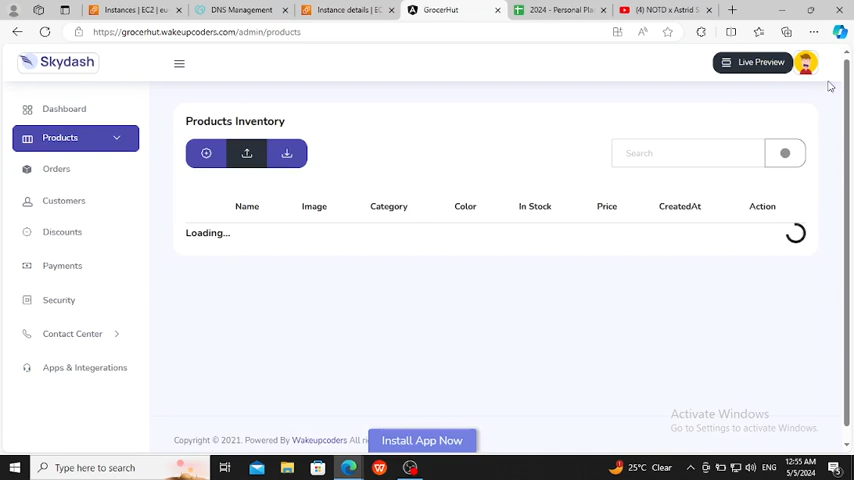 Instances | EC2 | eu
DNS Management
Instance details | EC
GrocerHut
2024 - Personal Pla
(4) NOTD x Astrid S
https://grocerhut.wakeupcoders.com/admin/products
Skydash
Live Preview
Dashboard
Products
Orders
Customers
Discounts
Payments
Security
Contact Center
Apps & Integerations
Products Inventory
Search
Name Image Category Color In Stock Price CreatedAt Action
Loading...
Activate Windows
Go to Settings to activate Windows.
Copyright © 2021. Powered By Wakeupcoders All ri
Install App Now
Type here to search
25°C Clear
ENG
12:55 AM
5/5/2024
5